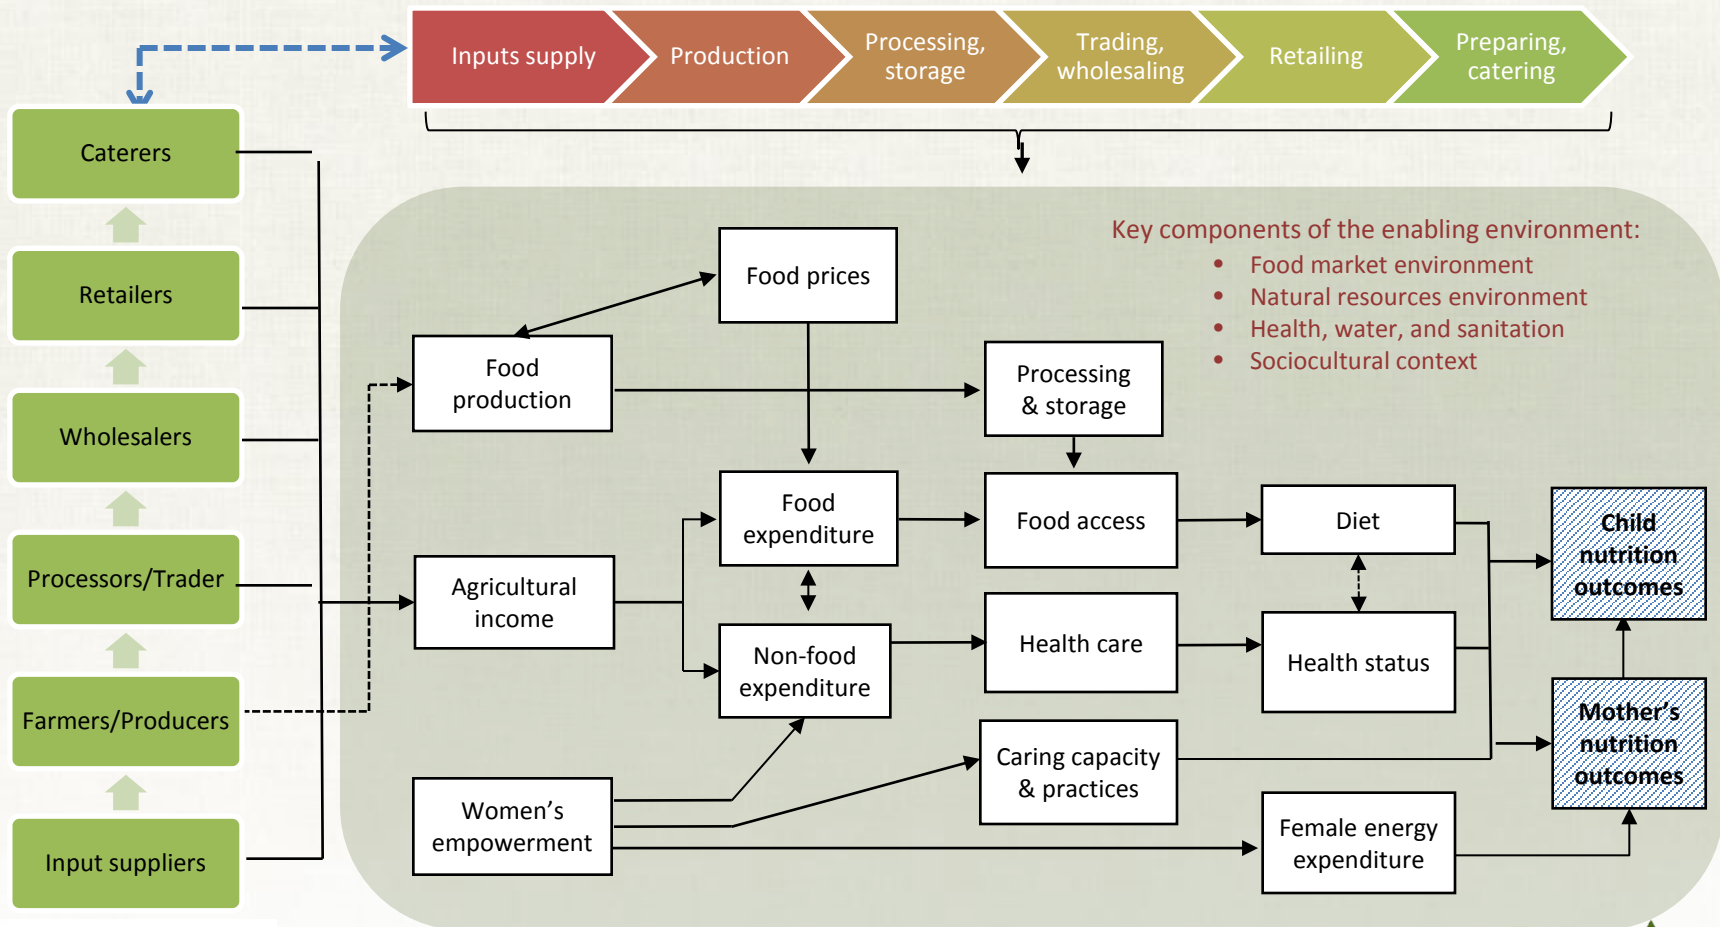 Inputs supply
Production
Processing,
storage
Trading,
wholesaling
Retailing
Preparing,
catering
Caterers
Retailers
Wholesalers
Processors/Trader
Farmers/Producers
Input suppliers
Key components of the enabling environment:
• Food market environment
• Natural resources environment
• Health, water, and sanitation
• Sociocultural context
Food prices
Food
production
Processing
& storage
Food
expenditure
Food access
Diet
Child
nutrition
outcomes
Agricultural
income
Non-food
expenditure
Health care
Health status
Mother’s
nutrition
outcomes
Caring capacity
& practices
Women’s
empowerment
Female energy
expenditure